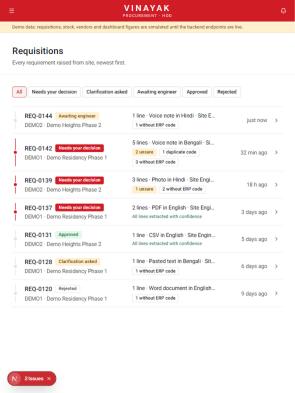 VINAYAK
PROCUREMENT · HOD
Demo data: requisitions, stock, vendors and dashboard figures are simulated until the backend endpoints are live.
Requisitions
Every requirement raised from site, newest first.
All
Needs your decision
Clarification asked
Awaiting engineer
Approved
Rejected
REQ-0144 Awaiting engineer
DEMO2 · Demo Heights Phase 2
1 line · Voice note in Hindi · Site E...
1 without ERP code
just now
REQ-0142 Needs your decision
DEMO1 · Demo Residency Phase 1
5 lines · Voice note in Bengali · Si...
2 unsure 1 duplicate code
3 without ERP code
32 min ago
REQ-0139 Needs your decision
DEMO2 · Demo Heights Phase 2
3 lines · Photo in Hindi · Site Engi...
1 unsure 2 without ERP code
18 h ago
REQ-0137 Needs your decision
DEMO1 · Demo Residency Phase 1
2 lines · PDF in English · Site Engi...
All lines extracted with confidence
3 days ago
REQ-0131 Approved
DEMO2 · Demo Heights Phase 2
1 line · CSV in English · Site Engin...
All lines extracted with confidence
5 days ago
REQ-0128 Clarification asked
DEMO1 · Demo Residency Phase 1
1 line · Pasted text in Bengali · Sit...
1 without ERP code
6 days ago
REQ-0120 Rejected
DEMO1 · Demo Residency Phase 1
1 line · Word document in English...
1 without ERP code
9 days ago
N 2 Issues ×